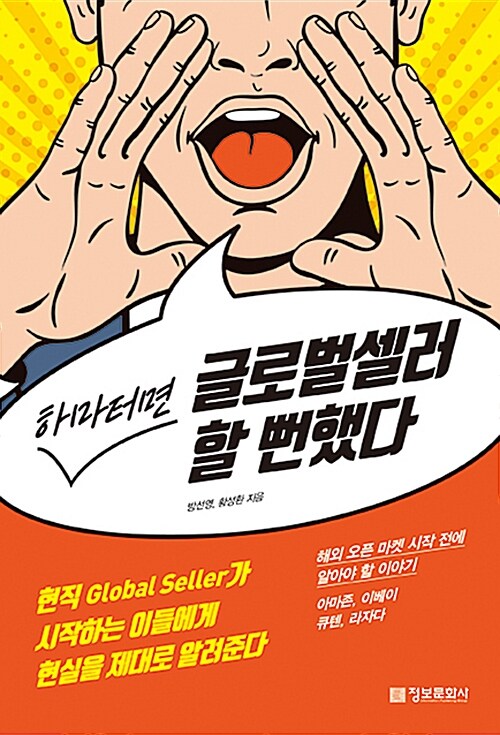 하마터면
글로벌셀러
할 뻔했다
방선영, 황성환 지음
해외 오픈 마켓 시작 전에
알아야 할 이야기
아마존, 이베이
큐텐, 라자다
현직 Global Seller가
시작하는 이들에게
현실을 제대로 알려준다
정보문화사